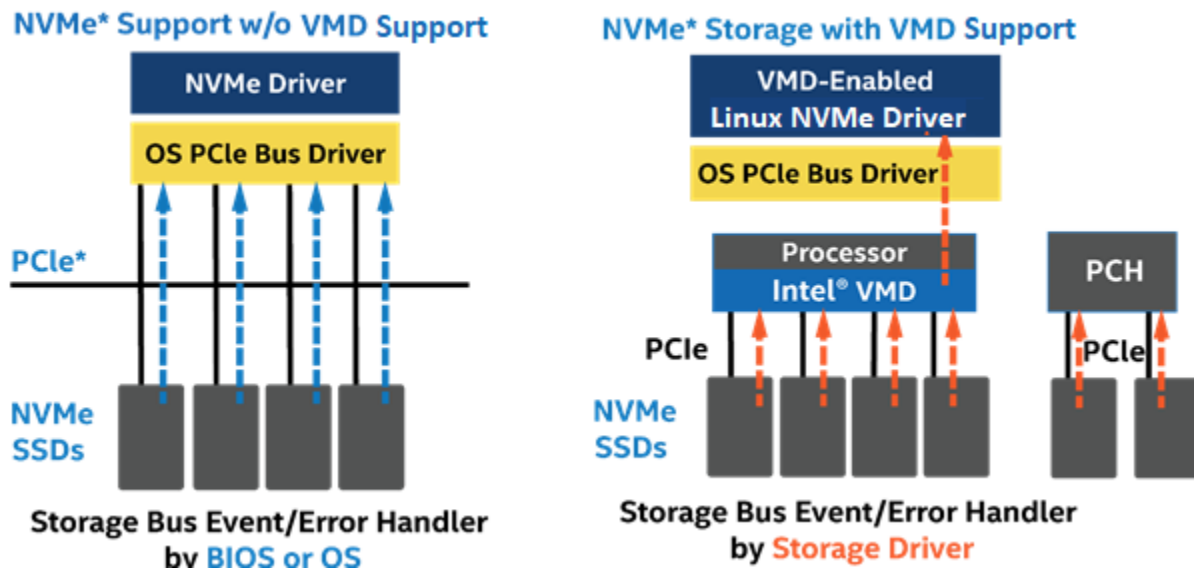 NVMe* Support w/o VMD Support
NVMe Driver
OS PCIe Bus Driver
PCIe*
NVMe
SSDs
Storage Bus Event/Error Handler
by BIOS or OS
NVMe* Storage with VMD Support
VMD-Enabled
Linux NVMe Driver
OS PCIe Bus Driver
Processor
Intel® VMD
PCH
PCIe
PCIe
NVMe
SSDs
Storage Bus Event/Error Handler
by Storage Driver